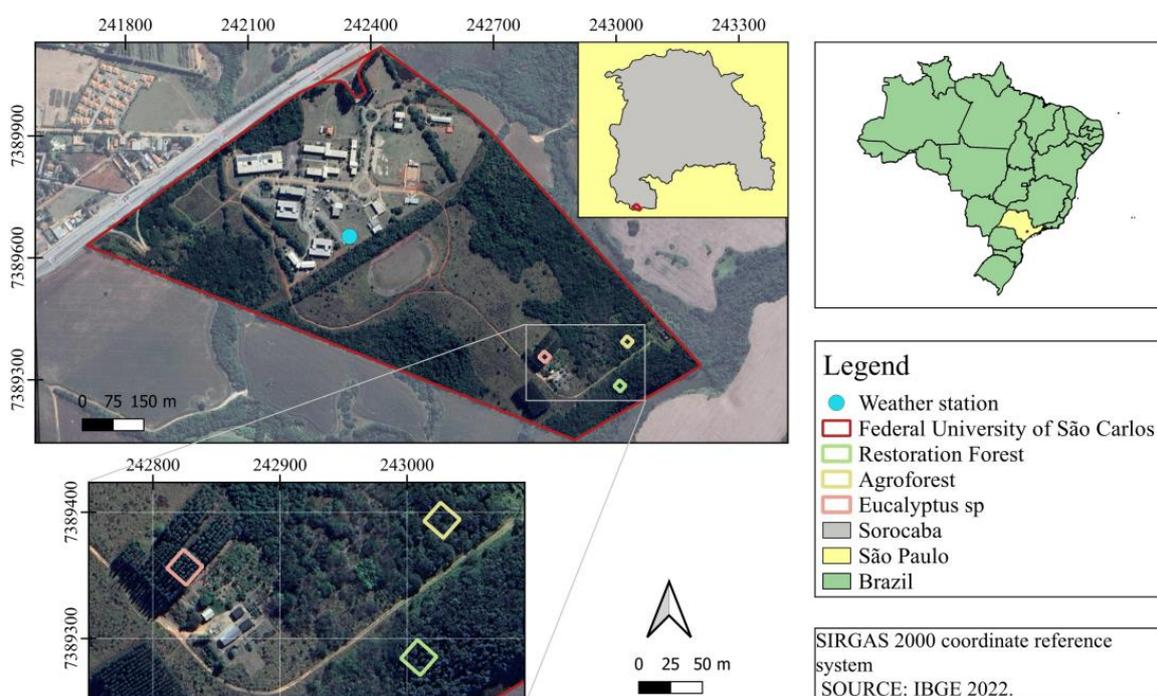 241800 242100 242400 242700 243000 243300
7389900
7389600
7389300
0 75 150 m
242800 242900 243000
7389400
7389300
0 25 50 m
Legend
Weather station
Federal University of São Carlos
Restoration Forest
Agroforest
Eucalyptus sp
Sorocaba
São Paulo
Brazil
SIRGAS 2000 coordinate reference
system
SOURCE: IBGE 2022.